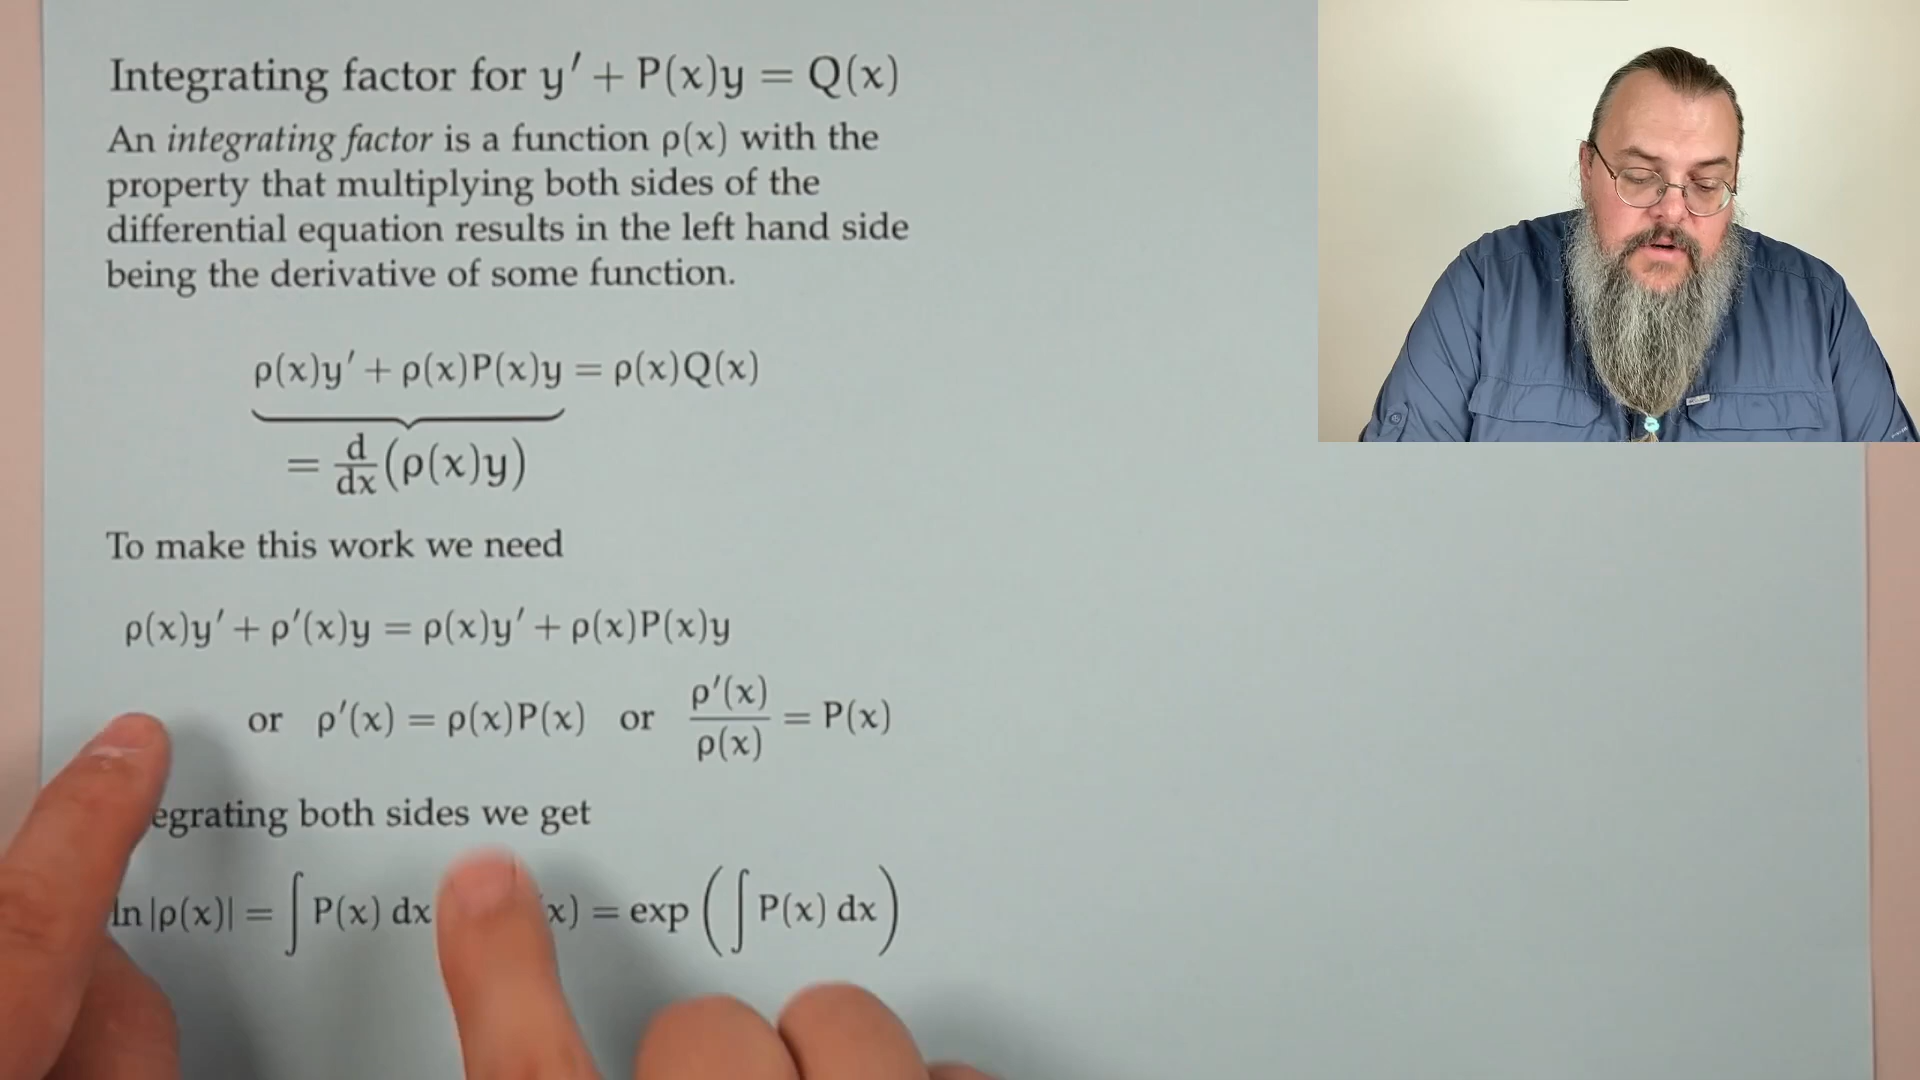 Integrating factor for y′ + P(x)y = Q(x)
An integrating factor is a function ρ(x) with the
property that multiplying both sides of the
differential equation results in the left hand side
being the derivative of some function.
ρ(x)y′ + ρ(x)P(x)y = ρ(x)Q(x)
= d/dx (ρ(x)y)
To make this work we need
ρ(x)y′ + ρ′(x)y = ρ(x)y′ + ρ(x)P(x)y
or ρ′(x) = ρ(x)P(x) or ρ′(x)/ρ(x) = P(x)
egrating both sides we get
ln|ρ(x)| = ∫ P(x) dx x) = exp(∫ P(x) dx)